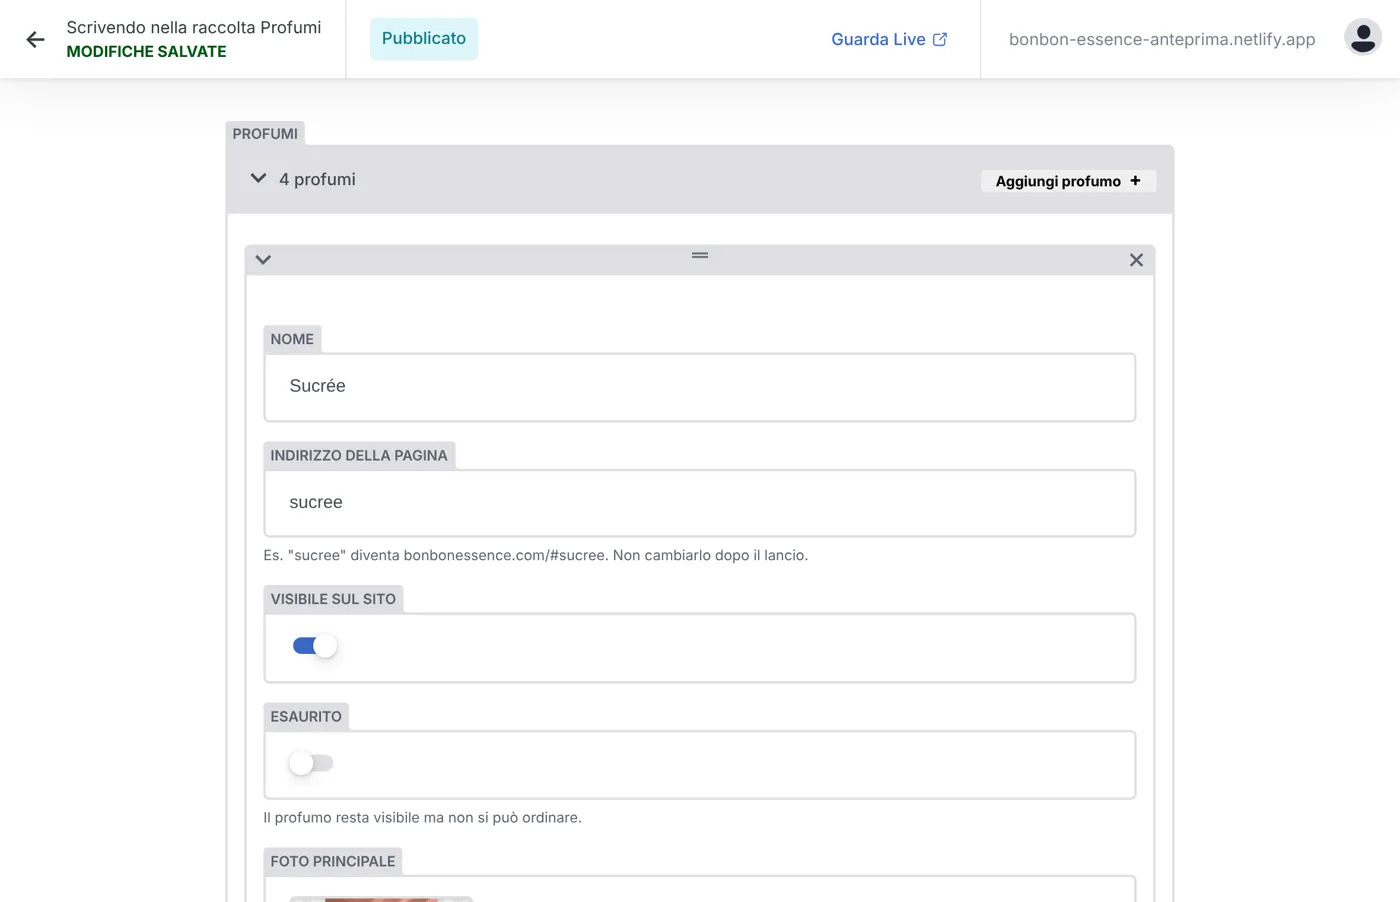 Scrivendo nella raccolta Profumi
MODIFICHE SALVATE
Pubblicato
Guarda Live
bonbon-essence-anteprima.netlify.app
PROFUMI
4 profumi
Aggiungi profumo +
NOME
Sucrée
INDIRIZZO DELLA PAGINA
sucree
Es. "sucree" diventa bonbonessence.com/#sucree. Non cambiarlo dopo il lancio.
VISIBILE SUL SITO
ESAURITO
Il profumo resta visibile ma non si può ordinare.
FOTO PRINCIPALE